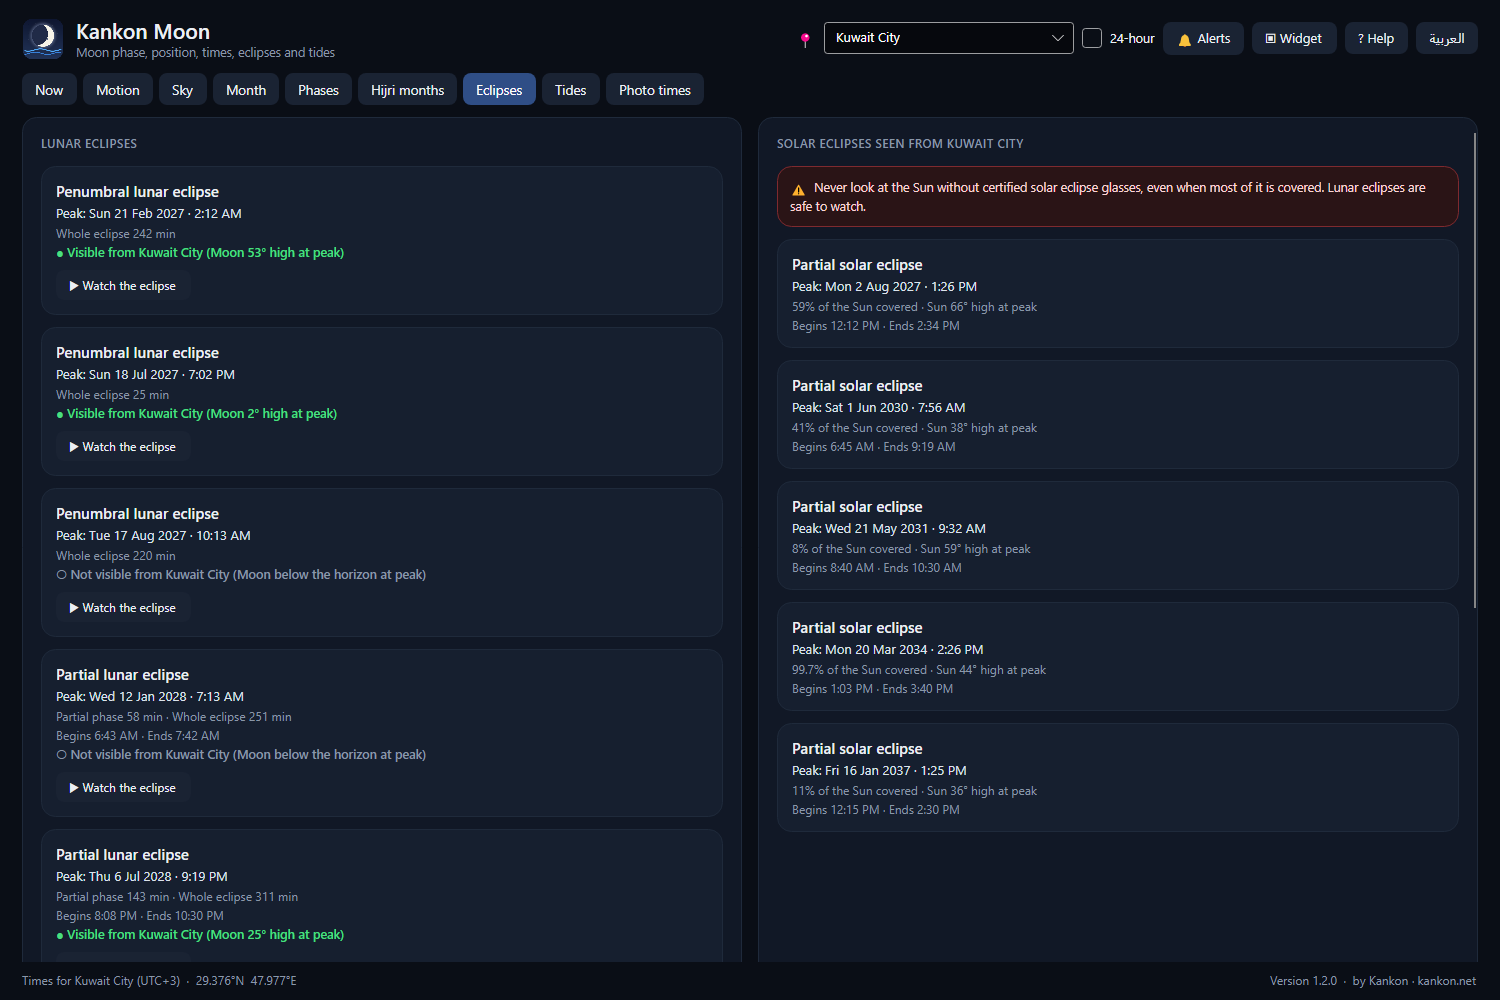 Kankon Moon
Moon phase, position, times, eclipses and tides
Kuwait City
24-hour
Alerts
Widget
? Help
العربية
Now
Motion
Sky
Month
Phases
Hijri months
Eclipses
Tides
Photo times
LUNAR ECLIPSES
Penumbral lunar eclipse
Peak: Sun 21 Feb 2027 · 2:12 AM
Whole eclipse 242 min
● Visible from Kuwait City (Moon 53° high at peak)
▶ Watch the eclipse
Penumbral lunar eclipse
Peak: Sun 18 Jul 2027 · 7:02 PM
Whole eclipse 25 min
● Visible from Kuwait City (Moon 2° high at peak)
▶ Watch the eclipse
Penumbral lunar eclipse
Peak: Tue 17 Aug 2027 · 10:13 AM
Whole eclipse 220 min
○ Not visible from Kuwait City (Moon below the horizon at peak)
▶ Watch the eclipse
Partial lunar eclipse
Peak: Wed 12 Jan 2028 · 7:13 AM
Partial phase 58 min · Whole eclipse 251 min
Begins 6:43 AM · Ends 7:42 AM
○ Not visible from Kuwait City (Moon below the horizon at peak)
▶ Watch the eclipse
Partial lunar eclipse
Peak: Thu 6 Jul 2028 · 9:19 PM
Partial phase 143 min · Whole eclipse 311 min
Begins 8:08 PM · Ends 10:30 PM
● Visible from Kuwait City (Moon 25° high at peak)
SOLAR ECLIPSES SEEN FROM KUWAIT CITY
⚠ Never look at the Sun without certified solar eclipse glasses, even when most of it is covered. Lunar eclipses are
safe to watch.
Partial solar eclipse
Peak: Mon 2 Aug 2027 · 1:26 PM
59% of the Sun covered · Sun 66° high at peak
Begins 12:12 PM · Ends 2:34 PM
Partial solar eclipse
Peak: Sat 1 Jun 2030 · 7:56 AM
41% of the Sun covered · Sun 38° high at peak
Begins 6:45 AM · Ends 9:19 AM
Partial solar eclipse
Peak: Wed 21 May 2031 · 9:32 AM
8% of the Sun covered · Sun 59° high at peak
Begins 8:40 AM · Ends 10:30 AM
Partial solar eclipse
Peak: Mon 20 Mar 2034 · 2:26 PM
99.7% of the Sun covered · Sun 44° high at peak
Begins 1:03 PM · Ends 3:40 PM
Partial solar eclipse
Peak: Fri 16 Jan 2037 · 1:25 PM
11% of the Sun covered · Sun 36° high at peak
Begins 12:15 PM · Ends 2:30 PM
Times for Kuwait City (UTC+3) · 29.376°N 47.977°E
Version 1.2.0 · by Kankon · kankon.net